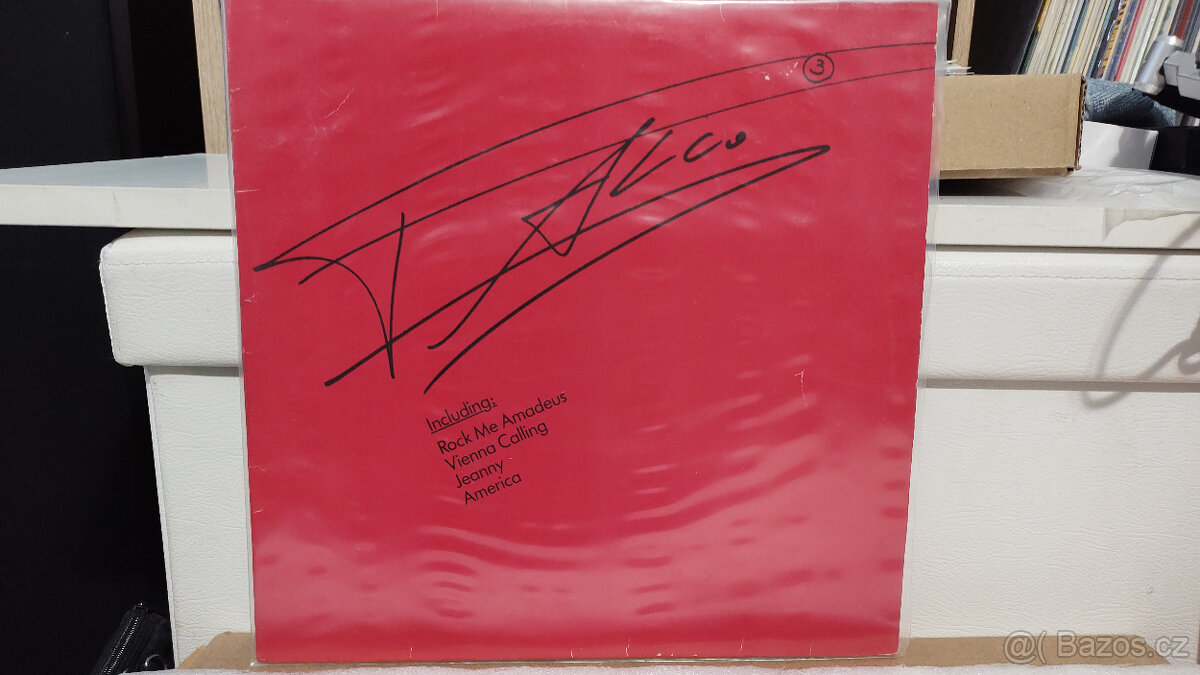 3
FALCO
Including:
Rock Me Amadeus
Vienna Calling
Jeanny
America
@( Bazos.cz